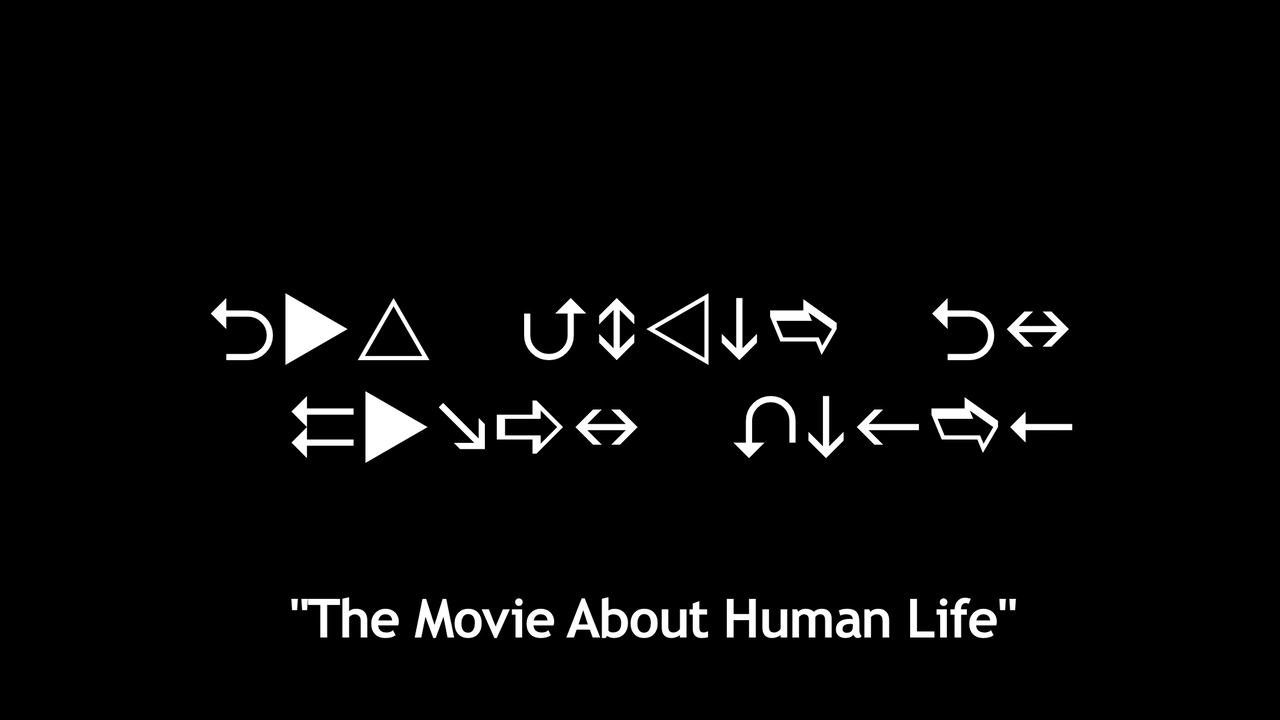 ⮌▶△ ⮍↕◁↓➯ ⮌↔
⇇▶↘⇨↔ ⮏↓←➯←
"The Movie About Human Life"